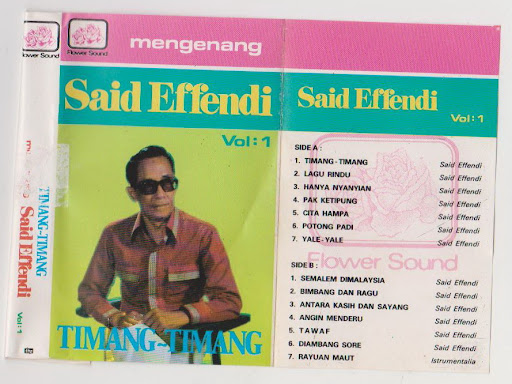 Flower Sound
mengenang
Said Effendi
TIMANG~TIMANG
Vol: 1
Flower Sound
mengenang
Said Effendi
Vol: 1
TIMANG~TIMANG
Said Effendi
Vol: 1
Flower Sound
SIDE A :
1. TIMANG - TIMANG Said Effendi
2. LAGU RINDU Said Effendi
3. HANYA NYANYIAN Said Effendi
4. PAK KETIPUNG Said Effendi
5. CITA HAMPA Said Effendi
6. POTONG PADI Said Effendi
7. YALE - YALE Said Effendi
SIDE B :
1. SEMALEM DIMALAYSIA Said Effendi
2. BIMBANG DAN RAGU Said Effendi
3. ANTARA KASIH DAN SAYANG Said Effendi
4. ANGIN MENDERU Said Effendi
5. TAWAF Said Effendi
6. DIAMBANG SORE Said Effendi
7. RAYUAN MAUT Istrumentalia